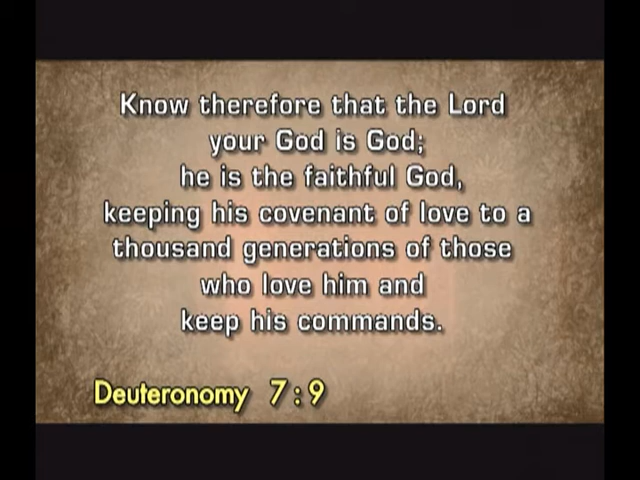 Know therefore that the Lord
your God is God;
he is the faithful God,
keeping his covenant of love to a
thousand generations of those
who love him and
keep his commands.
Deuteronomy 7:9